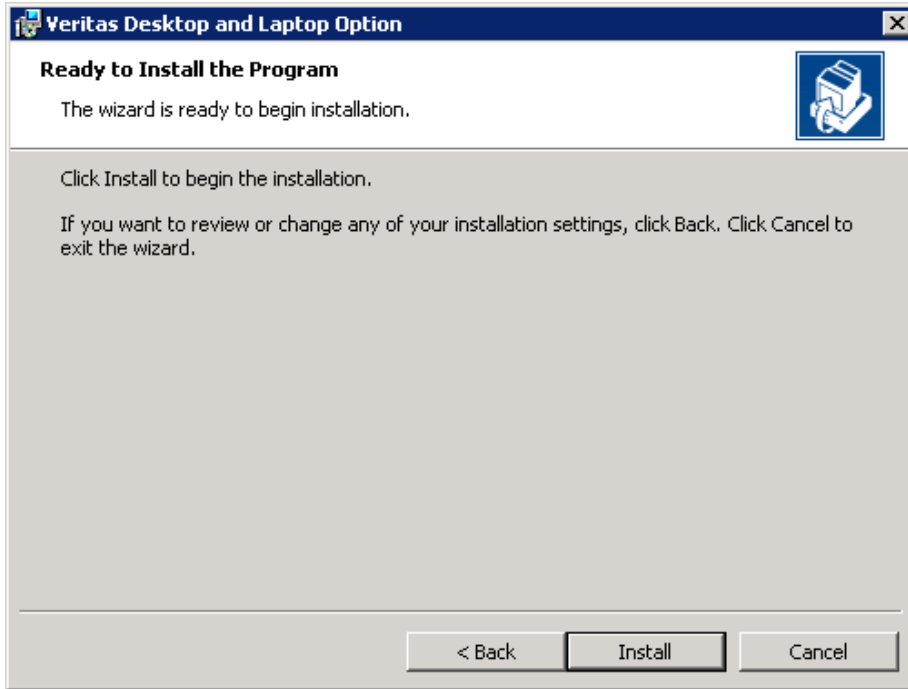 Veritas Desktop and Laptop Option
Ready to Install the Program
The wizard is ready to begin installation.
Click Install to begin the installation.
If you want to review or change any of your installation settings, click Back. Click Cancel to
exit the wizard.
< Back
Install
Cancel